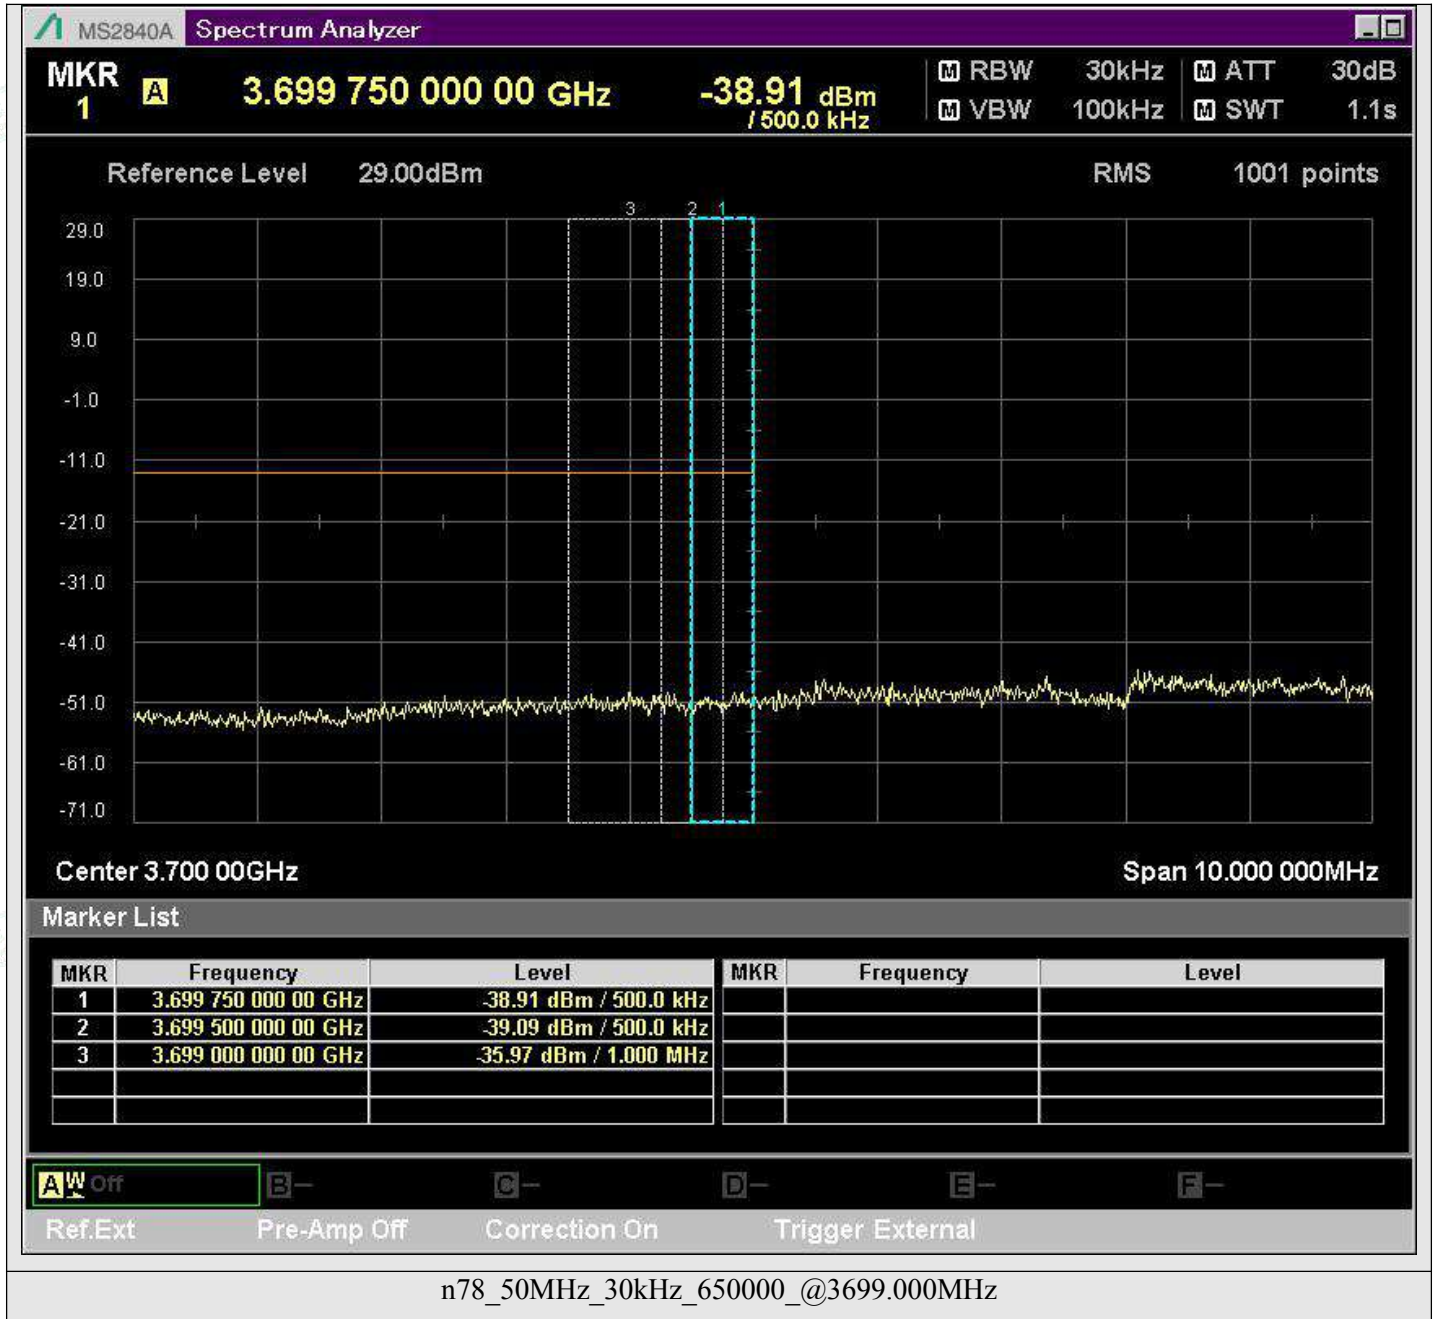 MS2840A Spectrum Analyzer
MKR 1 A 3.699 750 000 00 GHz -38.91 dBm / 500.0 kHz
M RBW 30kHz M ATT 30dB
M VBW 100kHz M SWT 1.1s
Reference Level 29.00dBm RMS 1001 points
3 2 1
29.0
19.0
9.0
-1.0
-11.0
-21.0
-31.0
-41.0
-51.0
-61.0
-71.0
Center 3.700 00GHz Span 10.000 000MHz
Marker List
MKR Frequency Level MKR Frequency Level
1 3.699 750 000 00 GHz -38.91 dBm / 500.0 kHz
2 3.699 500 000 00 GHz -39.09 dBm / 500.0 kHz
3 3.699 000 000 00 GHz -35.97 dBm / 1.000 MHz
A W Off B - C - D - E - F -
Ref.Ext Pre-Amp Off Correction On Trigger External
n78_50MHz_30kHz_650000_@3699.000MHz